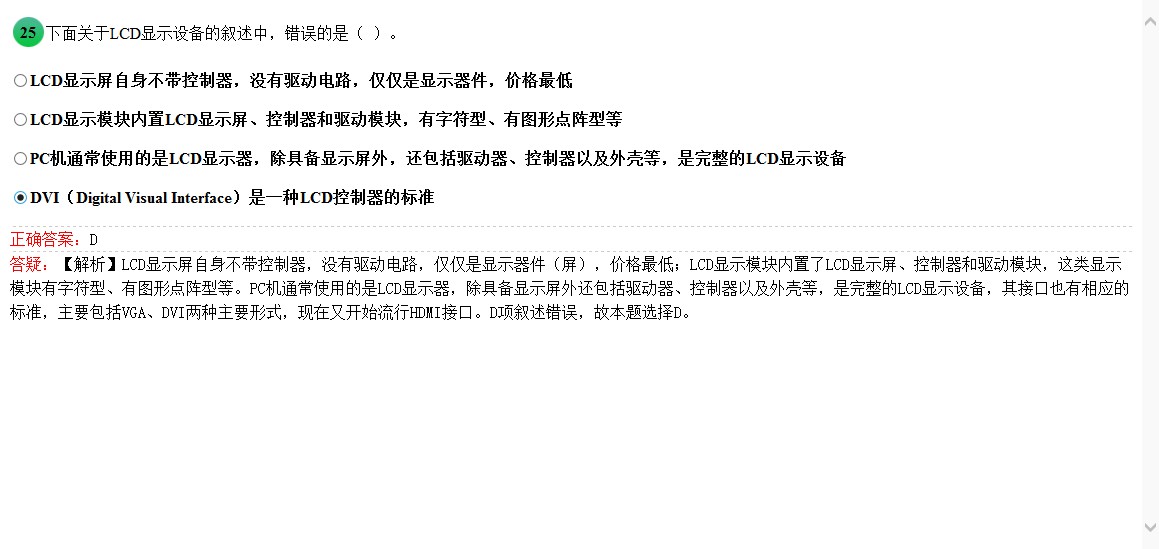 25 下面关于LCD显示设备的叙述中，错误的是（ ）。
LCD显示屏自身不带控制器，没有驱动电路，仅仅是显示器件，价格最低
LCD显示模块内置LCD显示屏、控制器和驱动模块，有字符型、有图形点阵型等
PC机通常使用的是LCD显示器，除具备显示屏外，还包括驱动器、控制器以及外壳等，是完整的LCD显示设备
DVI（Digital Visual Interface）是一种LCD控制器的标准
正确答案：D
答疑：【解析】LCD显示屏自身不带控制器，没有驱动电路，仅仅是显示器件（屏），价格最低；LCD显示模块内置了LCD显示屏、控制器和驱动模块，这类显示
模块有字符型、有图形点阵型等。PC机通常使用的是LCD显示器，除具备显示屏外还包括驱动器、控制器以及外壳等，是完整的LCD显示设备，其接口也有相应的
标准，主要包括VGA、DVI两种主要形式，现在又开始流行HDMI接口。D项叙述错误，故本题选择D。